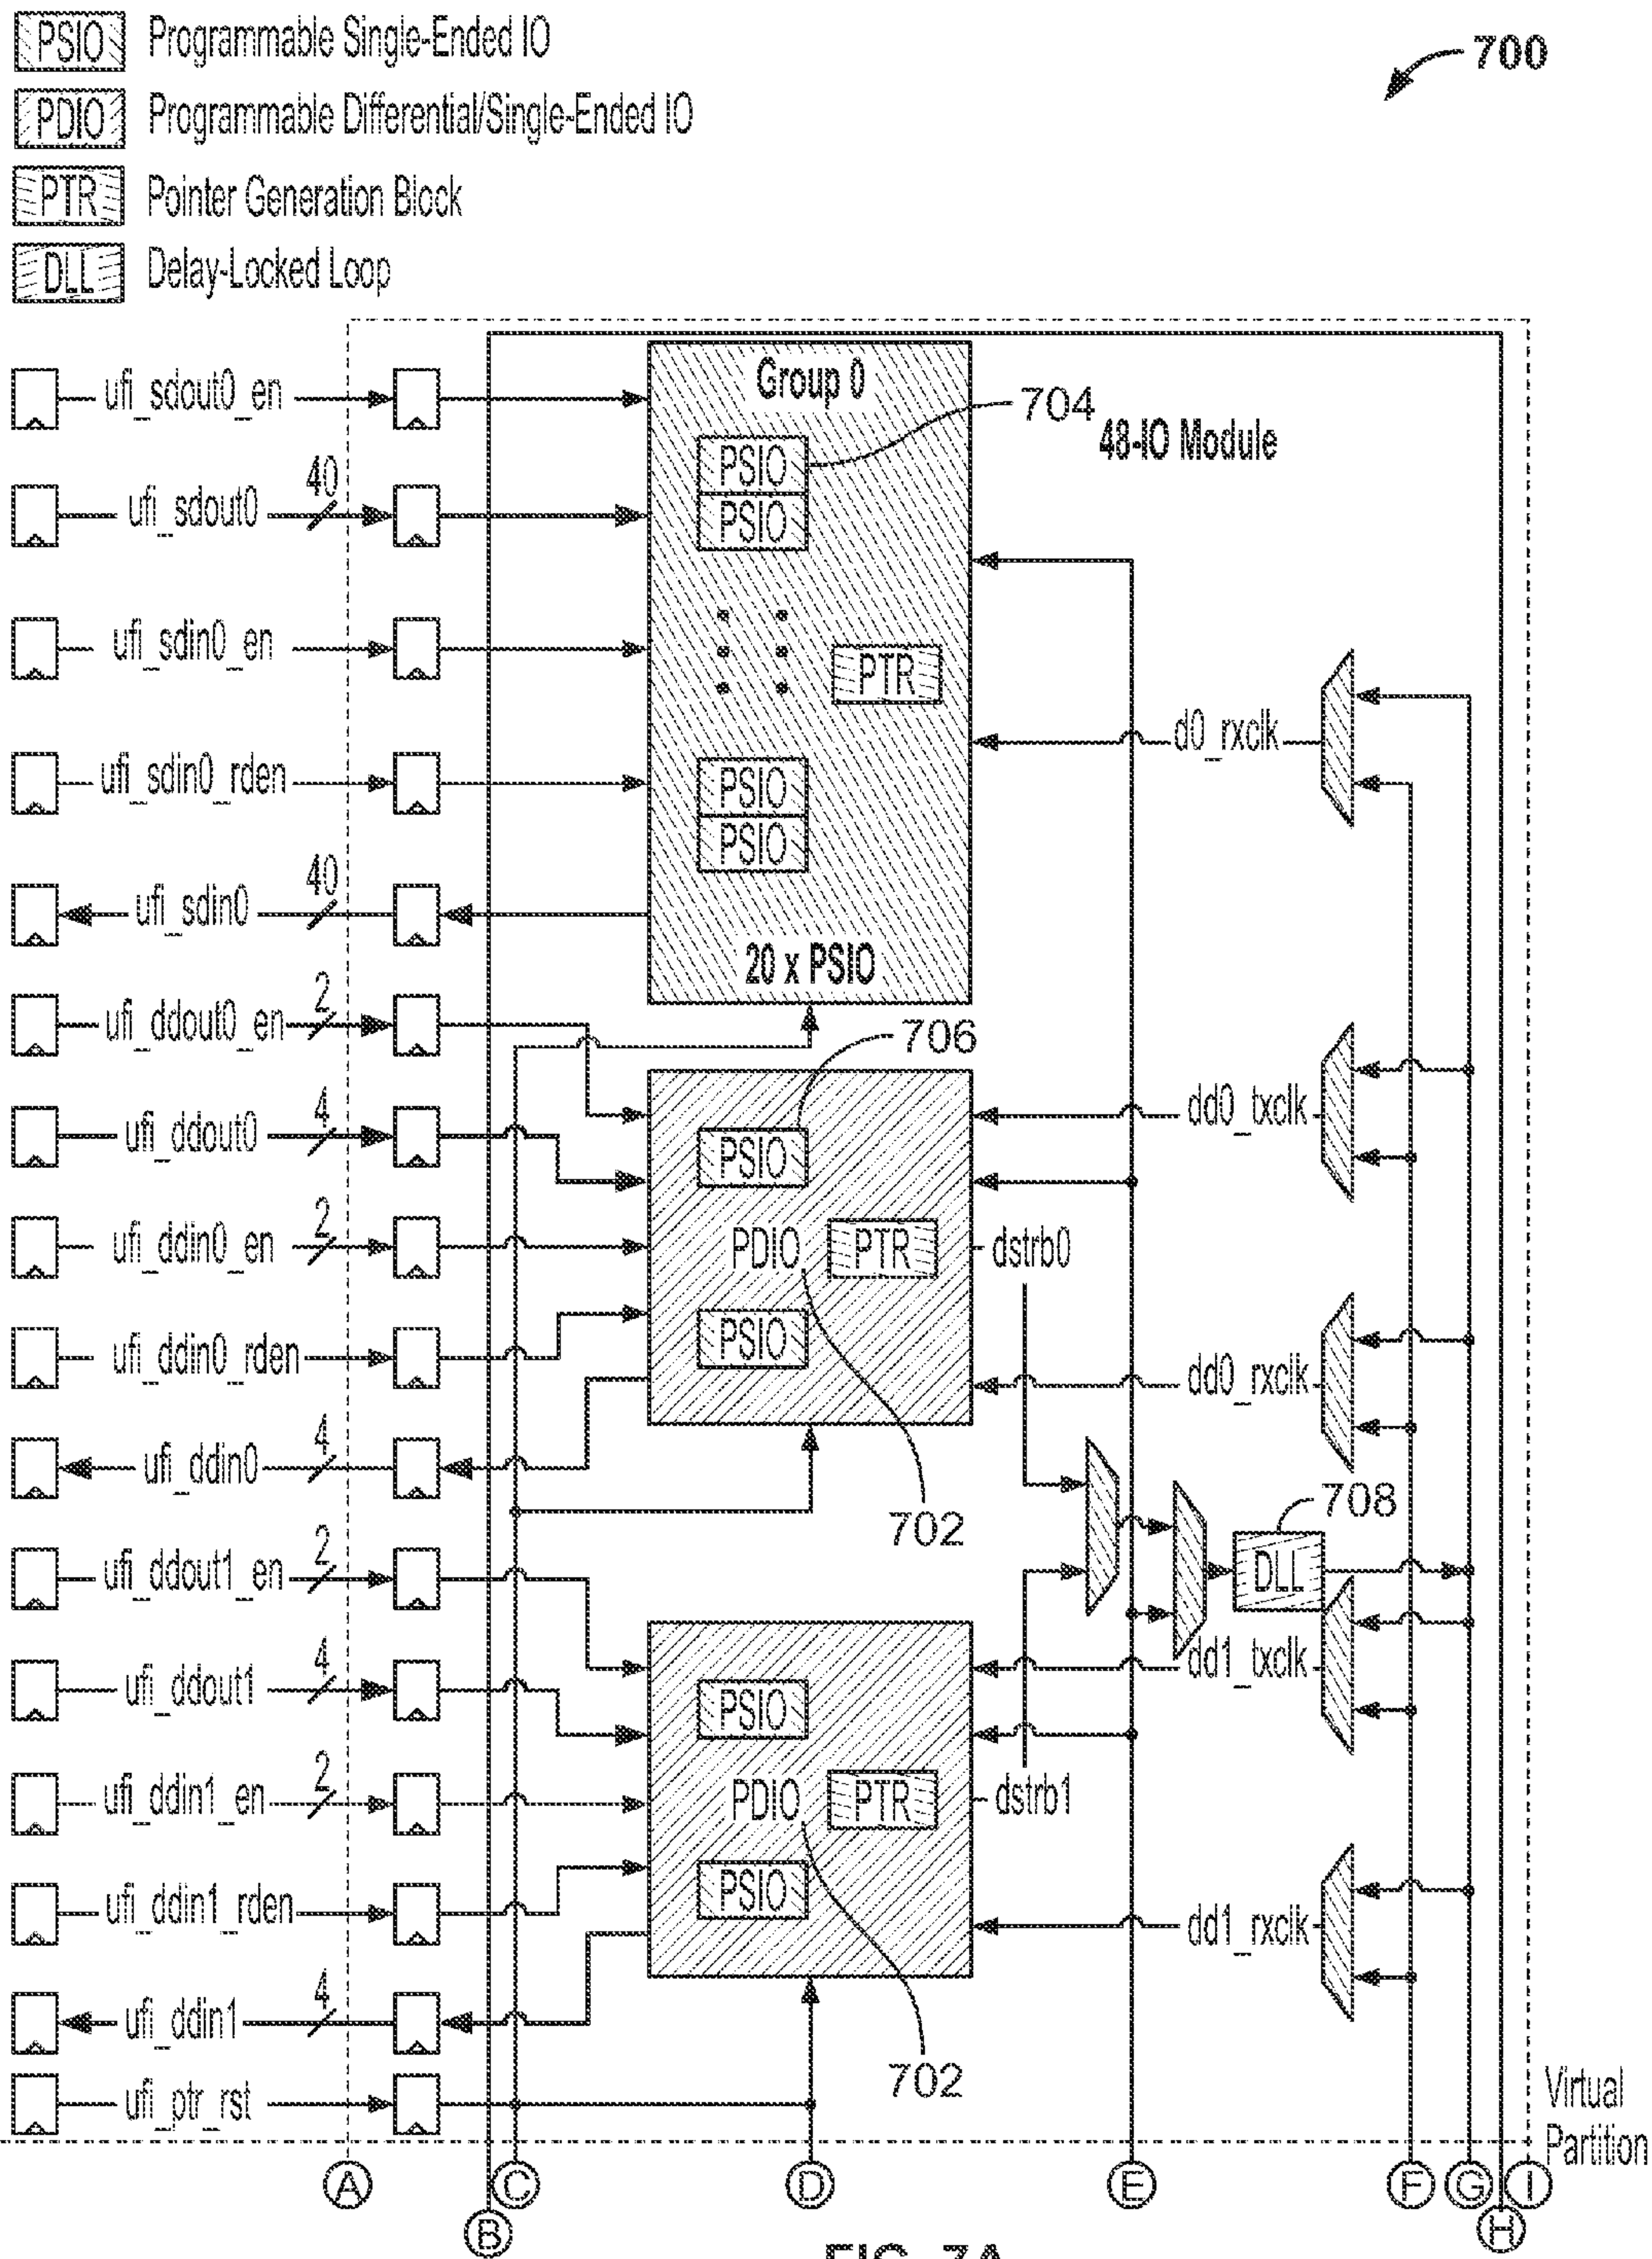 PSIO Programmable Single-Ended IO
700
PDIO Programmable Differential/Single-Ended IO
PTR Pointer Generation Block
DLL Delay-Locked Loop
ufi_sdout0_en
Group 0
704
48-IO Module
PSIO
PSIO
40
ufi_sdout0
ufi_sdin0_en
PTR
d0_rxclk
ufi_sdin0_rden
PSIO
PSIO
40
ufi_sdin0
20 x PSIO
2
ufi_ddout0_en
706
4
ufi_ddout0
PSIO
dd0_txclk
2
ufi_ddin0_en
PDIO
PTR
dstrb0
ufi_ddin0_rden
PSIO
dd0_rxclk
4
ufi_ddin0
702
708
2
ufi_ddout1_en
DLL
4
ufi_ddout1
PSIO
dd1_txclk
2
ufi_ddin1_en
PDIO
PTR
dstrb1
ufi_ddin1_rden
PSIO
dd1_rxclk
4
ufi_ddin1
702
ufi_ptr_rst
Virtual
Partition
A
C
D
E
F
G
I
B
H
FIG. 7A